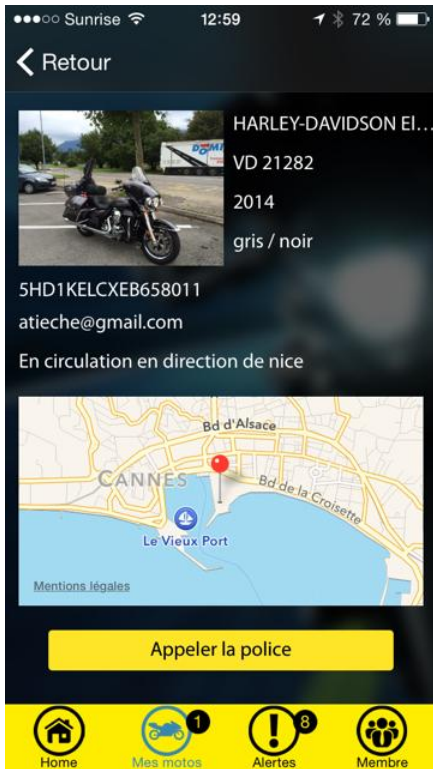 Sunrise 12:59 72 %
Retour
HARLEY-DAVIDSON El...
VD 21282
2014
gris / noir
5HD1KELCXEB658011
atieche@gmail.com
En circulation en direction de nice
Bd d'Alsace
CANNES
Bd de la Croisette
Le Vieux Port
Mentions légales
Appeler la police
1
8
Home
Mes motos
Alertes
Membre